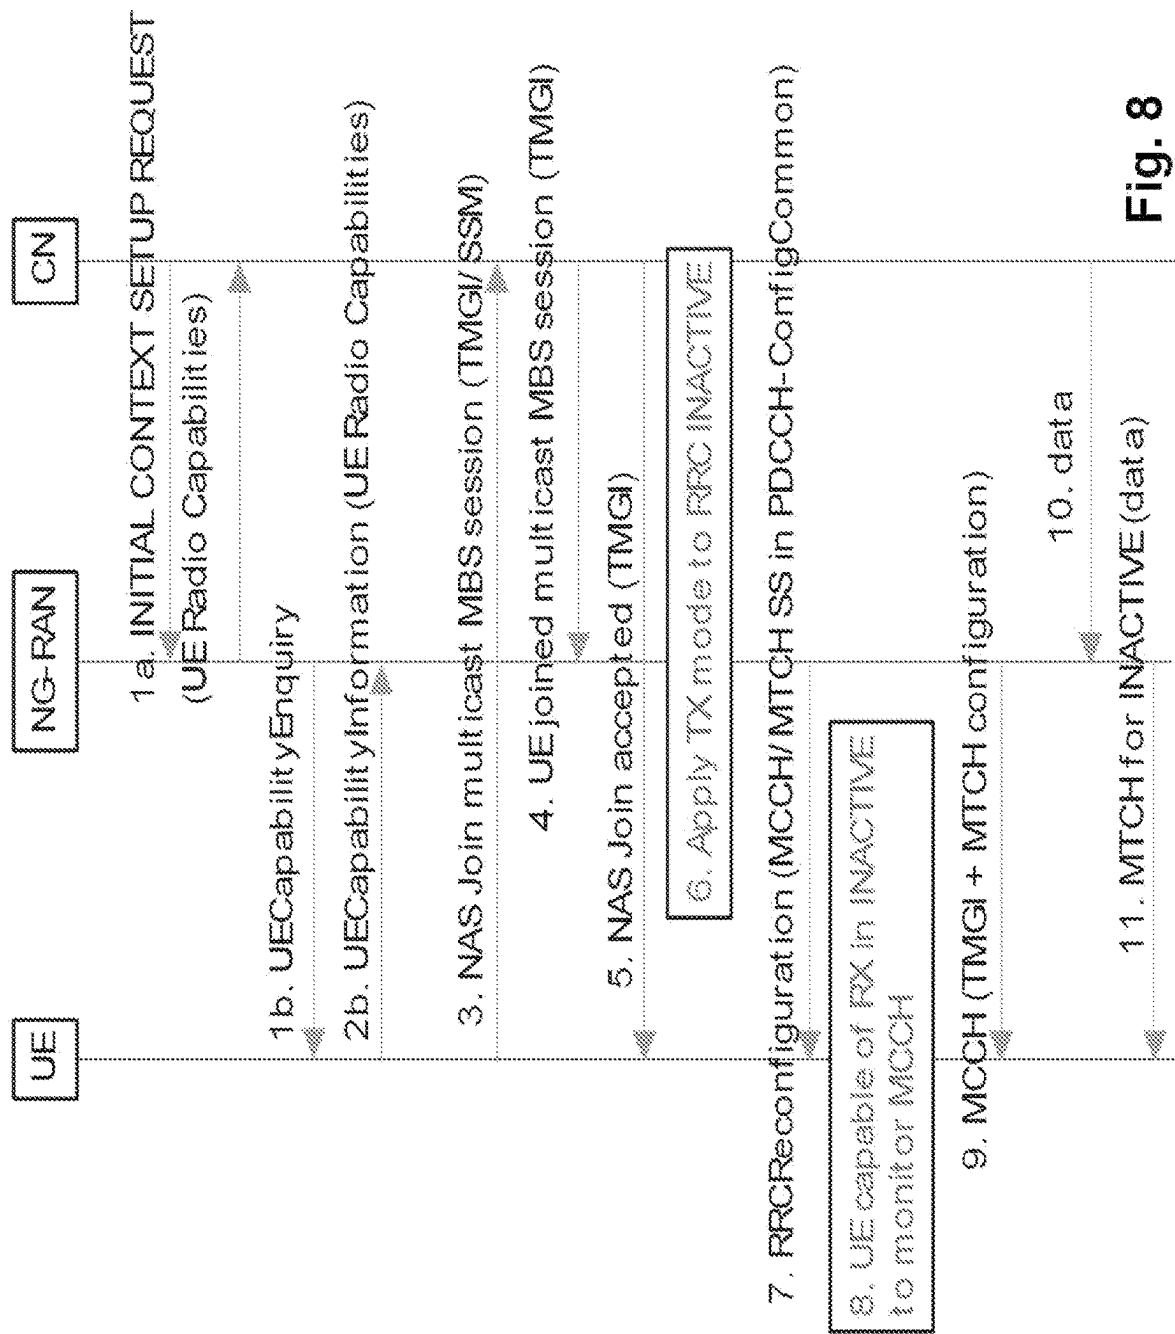 UE
NG-RAN
CN
1a. INITIAL CONTEXT SETUP REQUEST
(UE Radio Capabilities)
1b. UECapabilityEnquiry
2b. UECapabilityInformation (UE Radio Capabilities)
3. NAS Join multicast MBS session (TMGI/SSM)
4. UE joined multicast MBS session (TMGI)
5. NAS Join accepted (TMGI)
6. Apply TX mode to RRC INACTIVE
7. RRCReconfiguration (MCCH/MTCH SS in PDCCH-ConfigCommon)
8. UE capable of RX in INACTIVE
to monitor MCCH
9. MCCH (TMGI + MTCH configuration)
10. data
11. MTCH for INACTIVE (data)
Fig. 8